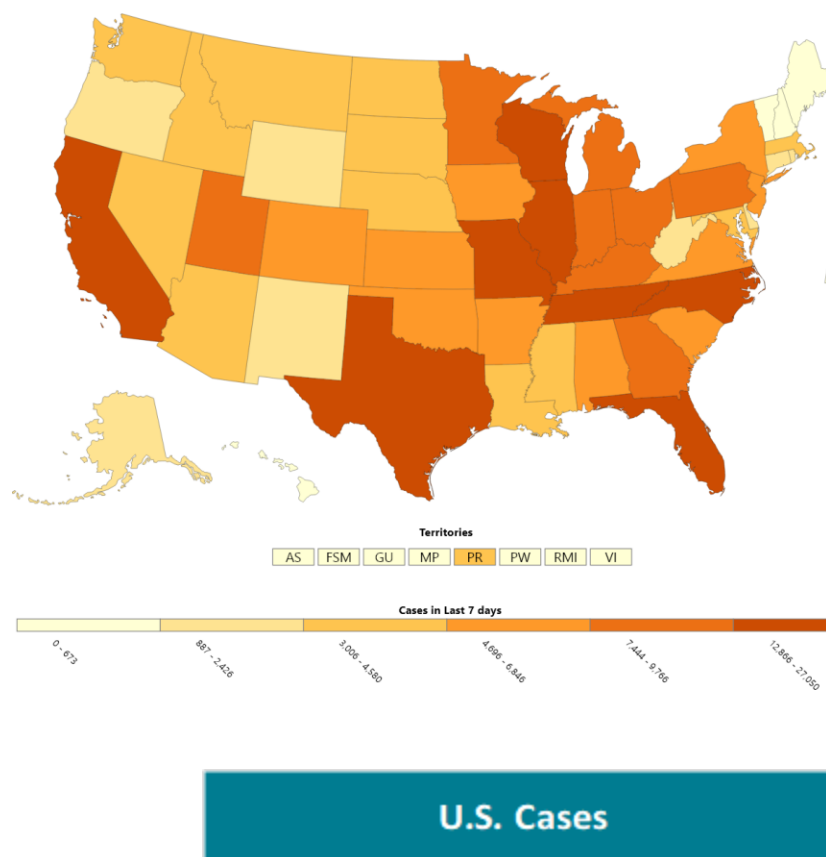 Territories
AS FSM GU MP PR PW RMI VI
Cases in Last 7 days
0 - 673
887 - 2,426
3,006 - 4,580
4,696 - 6,846
7,444 - 9,766
12,866 - 27,050
U.S. Cases